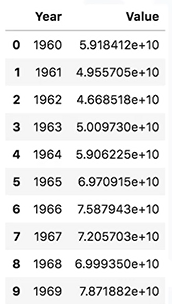 Year Value
0 1960 5.918412e+10
1 1961 4.955705e+10
2 1962 4.668518e+10
3 1963 5.009730e+10
4 1964 5.906225e+10
5 1965 6.970915e+10
6 1966 7.587943e+10
7 1967 7.205703e+10
8 1968 6.999350e+10
9 1969 7.871882e+10